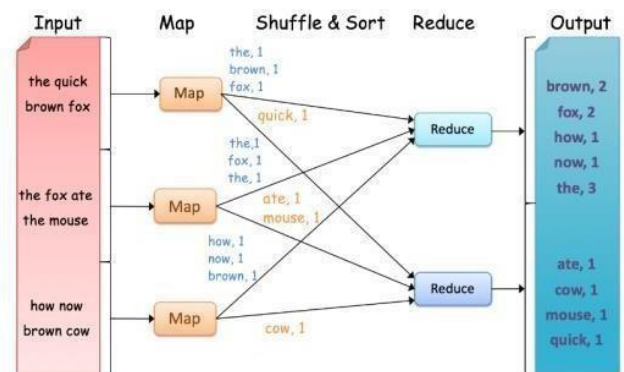 Input
Map
Shuffle & Sort
Reduce
Output
the quick
brown fox
Map
the, 1
brown, 1
fox, 1
quick, 1
the fox ate
the mouse
Map
the,1
fox, 1
the, 1
ate, 1
mouse, 1
how now
brown cow
Map
how, 1
now, 1
brown, 1
cow, 1
Reduce
Reduce
brown, 2
fox, 2
how, 1
now, 1
the, 3
ate, 1
cow, 1
mouse, 1
quick, 1